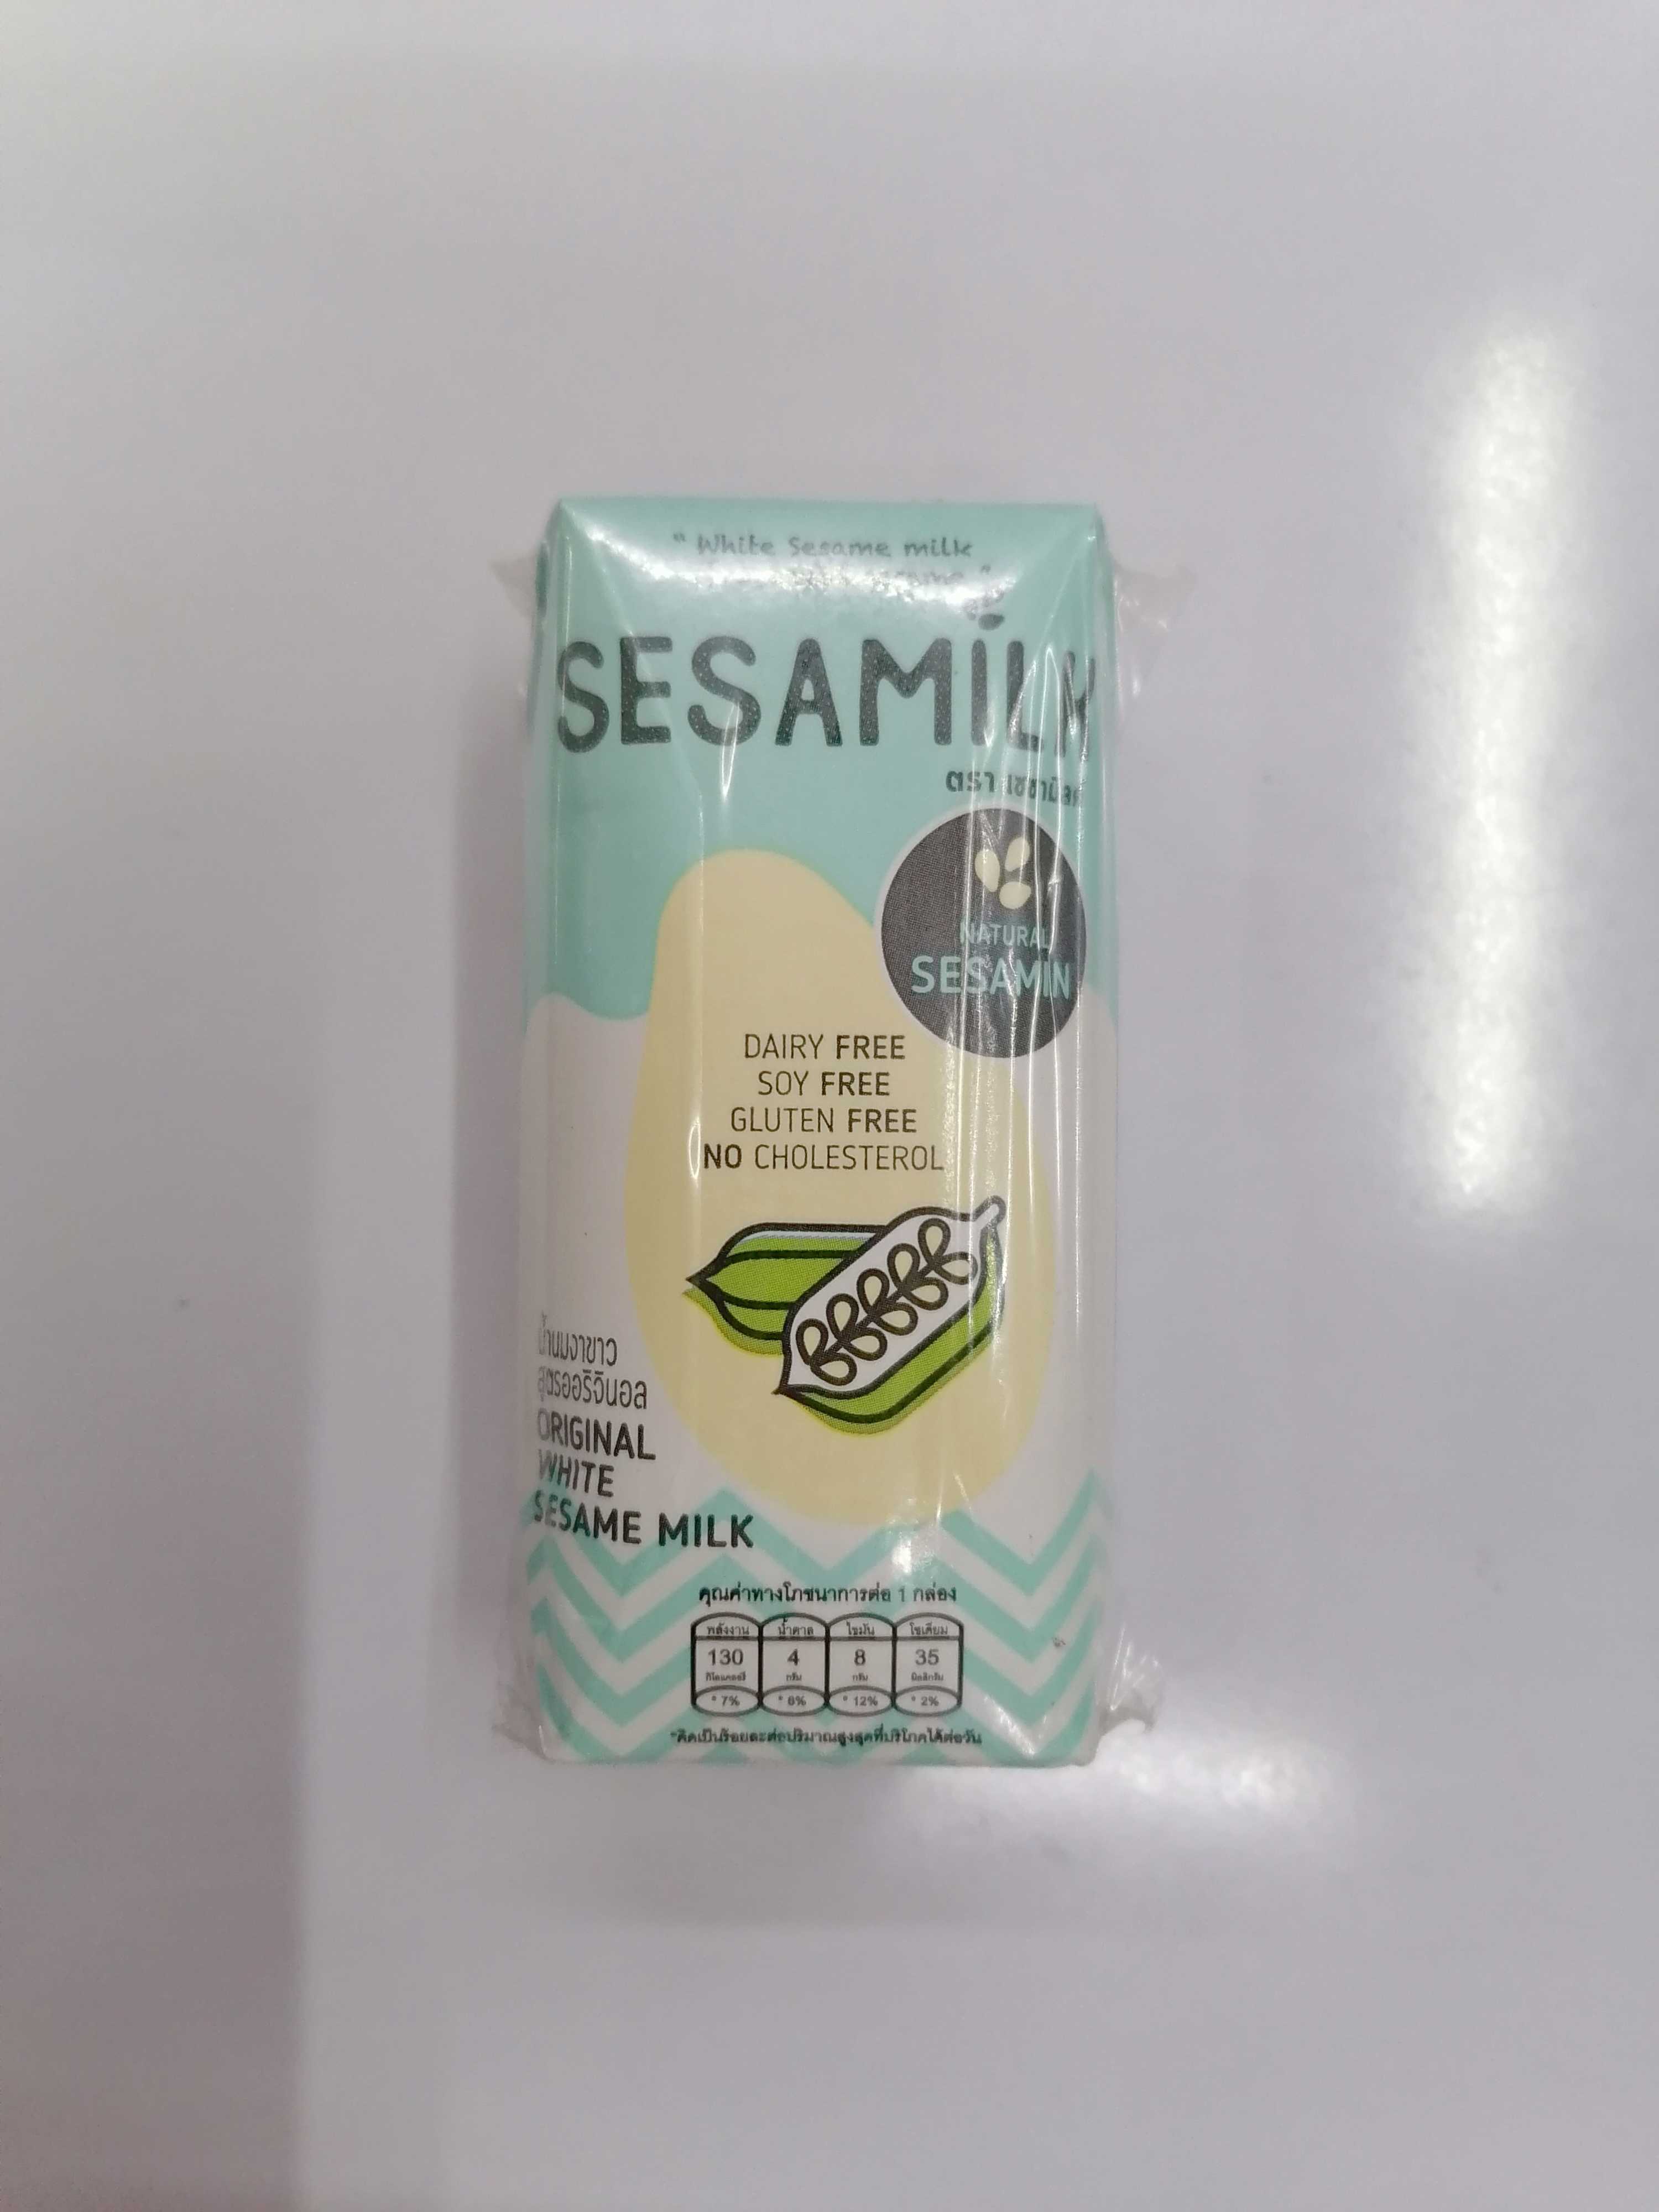 " White Sesame milk
SESAMILK
ตรา เซซามิลค์
NATURAL
SESAMIN
DAIRY FREE
SOY FREE
GLUTEN FREE
NO CHOLESTEROL
น้ำนมงาขาว
สูตรออริจินอล
ORIGINAL
WHITE
SESAME MILK
คุณค่าทางโภชนาการต่อ 1 กล่อง
พลังงาน น้ำตาล ไขมัน โซเดียม
130 4 8 35
กิโลแคลอรี กรัม กรัม มิลลิกรัม
* 7% * 6% * 12% * 2%
*คิดเป็นร้อยละต่อปริมาณสูงสุดที่บริโภคได้ต่อวัน